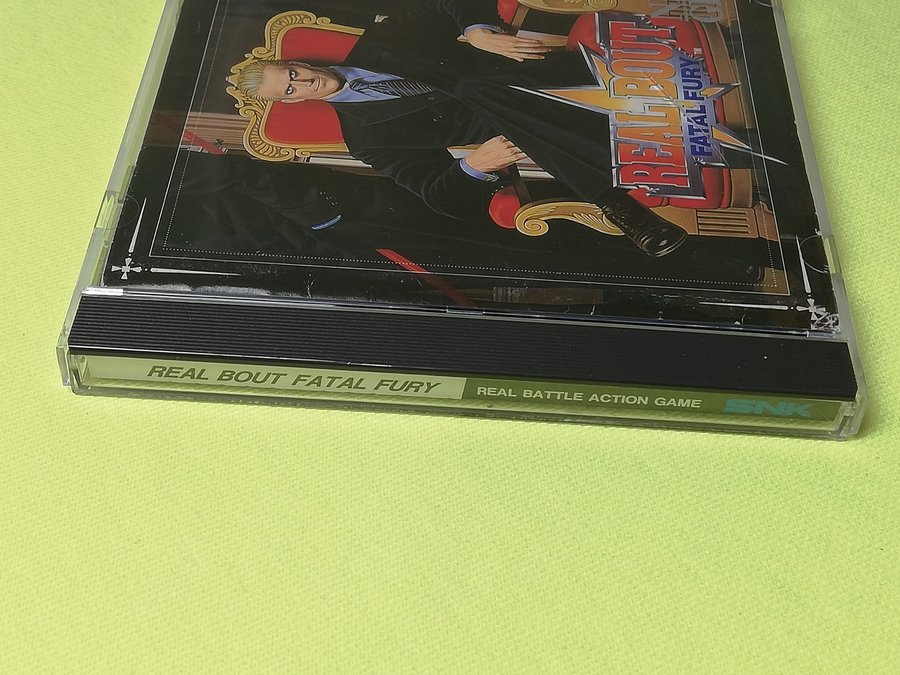 REAL BOUT
FATAL FURY
REAL BOUT FATAL FURY
REAL BATTLE ACTION GAME
SNK